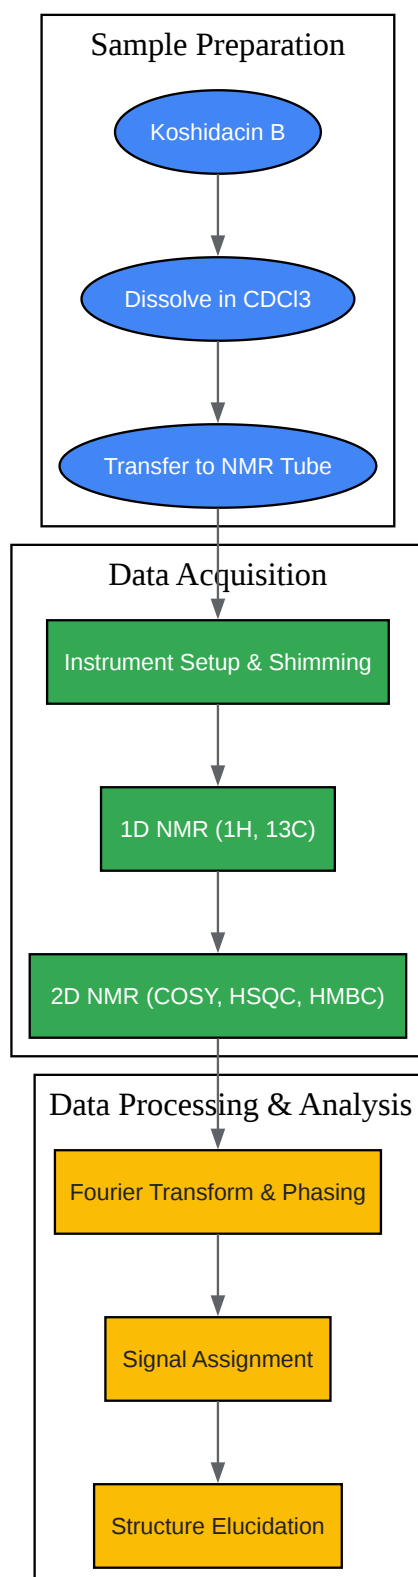 Sample Preparation
Koshidacin B
Dissolve in CDCl3
Transfer to NMR Tube
Data Acquisition
Instrument Setup & Shimming
1D NMR (1H, 13C)
2D NMR (COSY, HSQC, HMBC)
Data Processing & Analysis
Fourier Transform & Phasing
Signal Assignment
Structure Elucidation